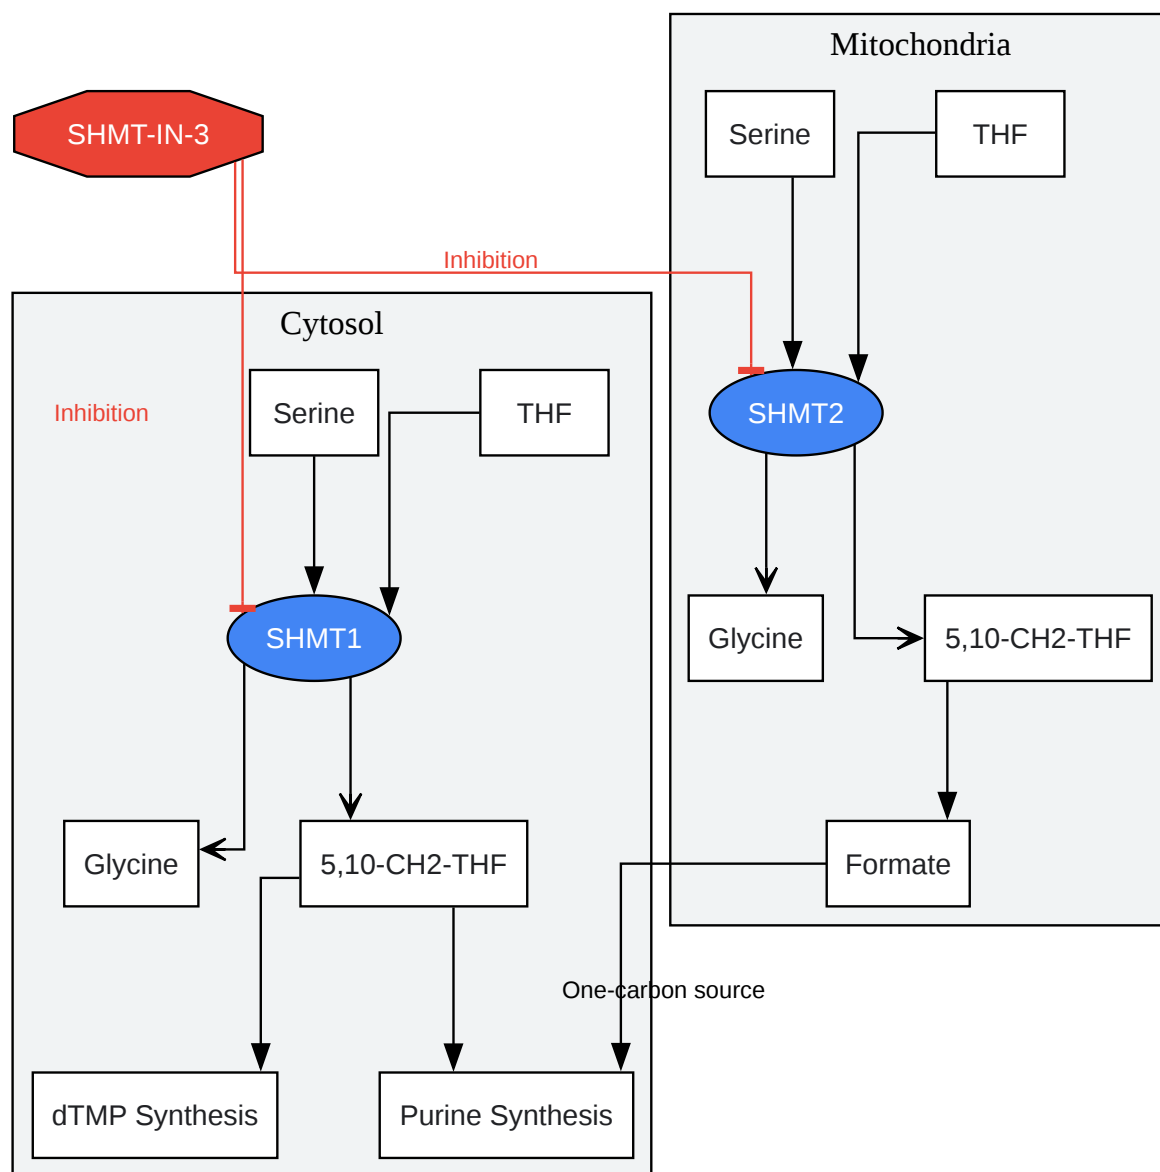 Mitochondria
SHMT-IN-3
Serine
THF
Inhibition
Cytosol
Inhibition
Serine
THF
SHMT2
SHMT1
Glycine
5,10-CH2-THF
Glycine
5,10-CH2-THF
Formate
One-carbon source
dTMP Synthesis
Purine Synthesis